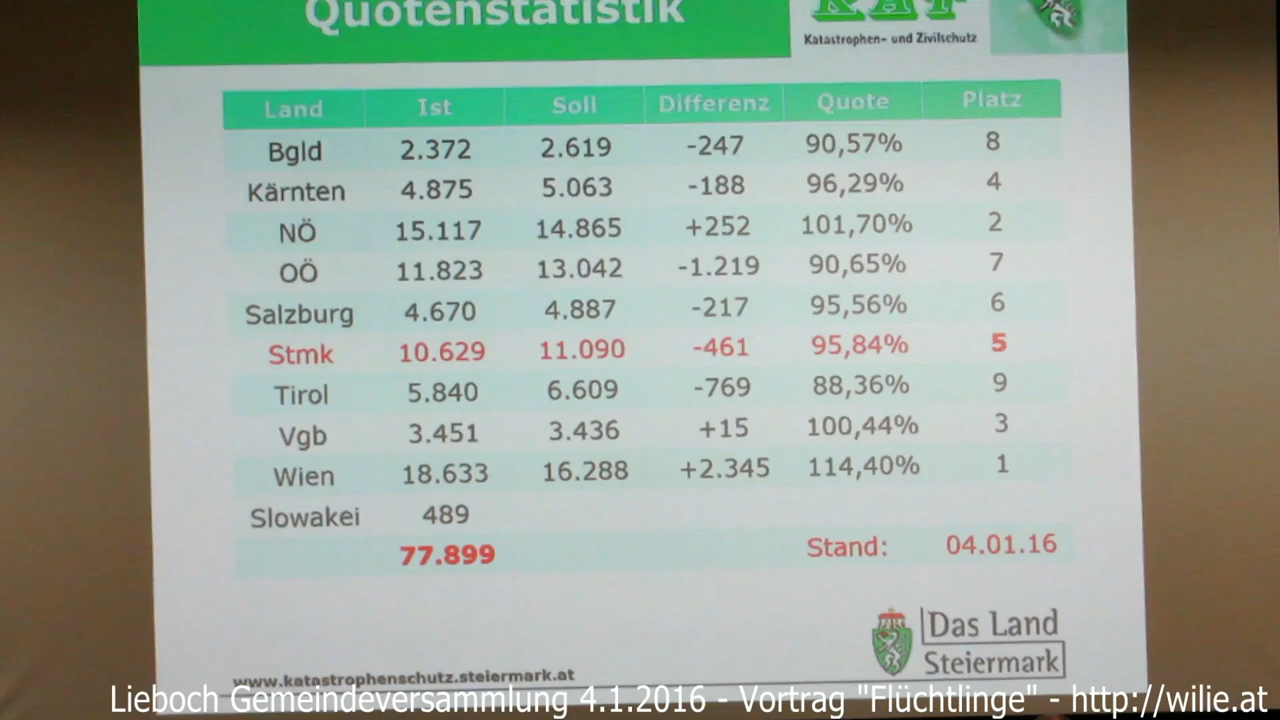 Quotenstatistik
KAT
Katastrophen- und Zivilschutz
Land Ist Soll Differenz Quote Platz
Bgld 2.372 2.619 -247 90,57% 8
Kärnten 4.875 5.063 -188 96,29% 4
NÖ 15.117 14.865 +252 101,70% 2
OÖ 11.823 13.042 -1.219 90,65% 7
Salzburg 4.670 4.887 -217 95,56% 6
Stmk 10.629 11.090 -461 95,84% 5
Tirol 5.840 6.609 -769 88,36% 9
Vgb 3.451 3.436 +15 100,44% 3
Wien 18.633 16.288 +2.345 114,40% 1
Slowakei 489
77.899 Stand: 04.01.16
Das Land
Steiermark
www.katastrophenschutz.steiermark.at
Lieboch Gemeindeversammlung 4.1.2016 - Vortrag "Flüchtlinge" - http://wilie.at